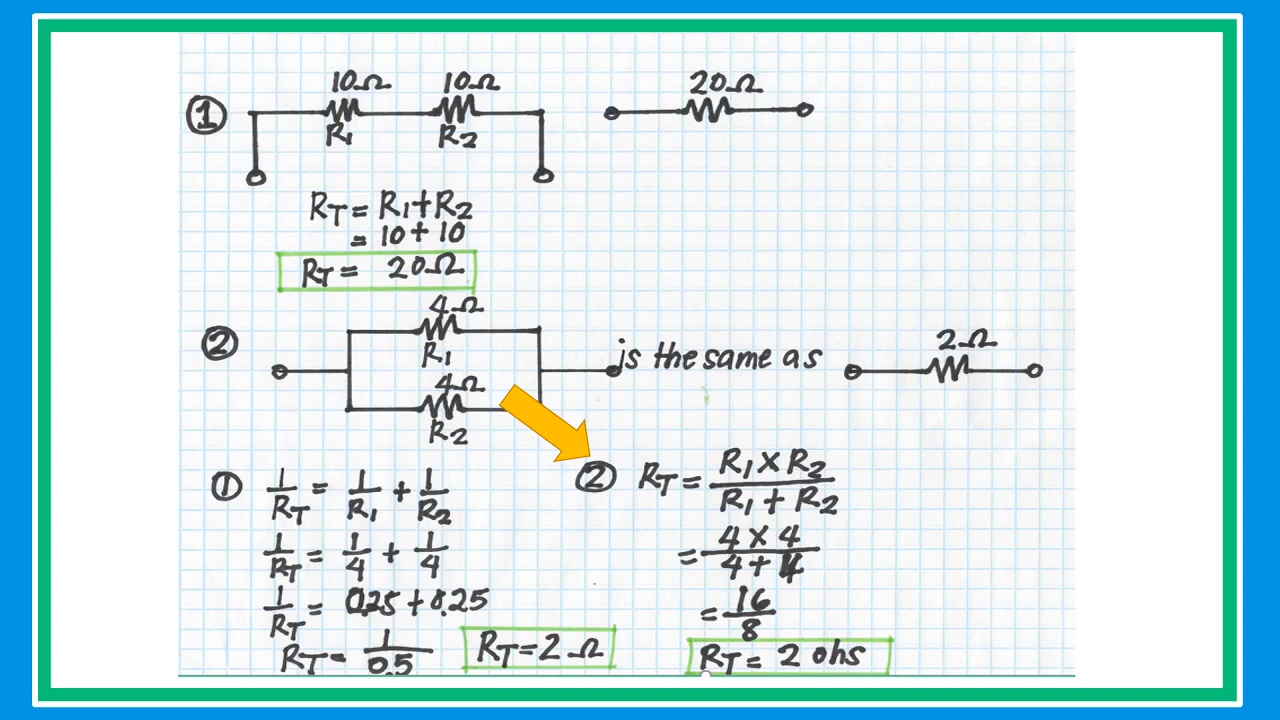 ① 10Ω 10Ω 20Ω
R1 R2
RT = R1+R2
= 10+10
RT = 20Ω
② 4Ω
R1
4Ω
R2
is the same as 2Ω
① 1/RT = 1/R1 + 1/R2
1/RT = 1/4 + 1/4
1/RT = 0.25 + 0.25
RT = 1/0.5
RT = 2 Ω
② RT = R1 X R2 / R1 + R2
= 4 X 4 / 4 + 4
= 16/8
RT = 2 ohs